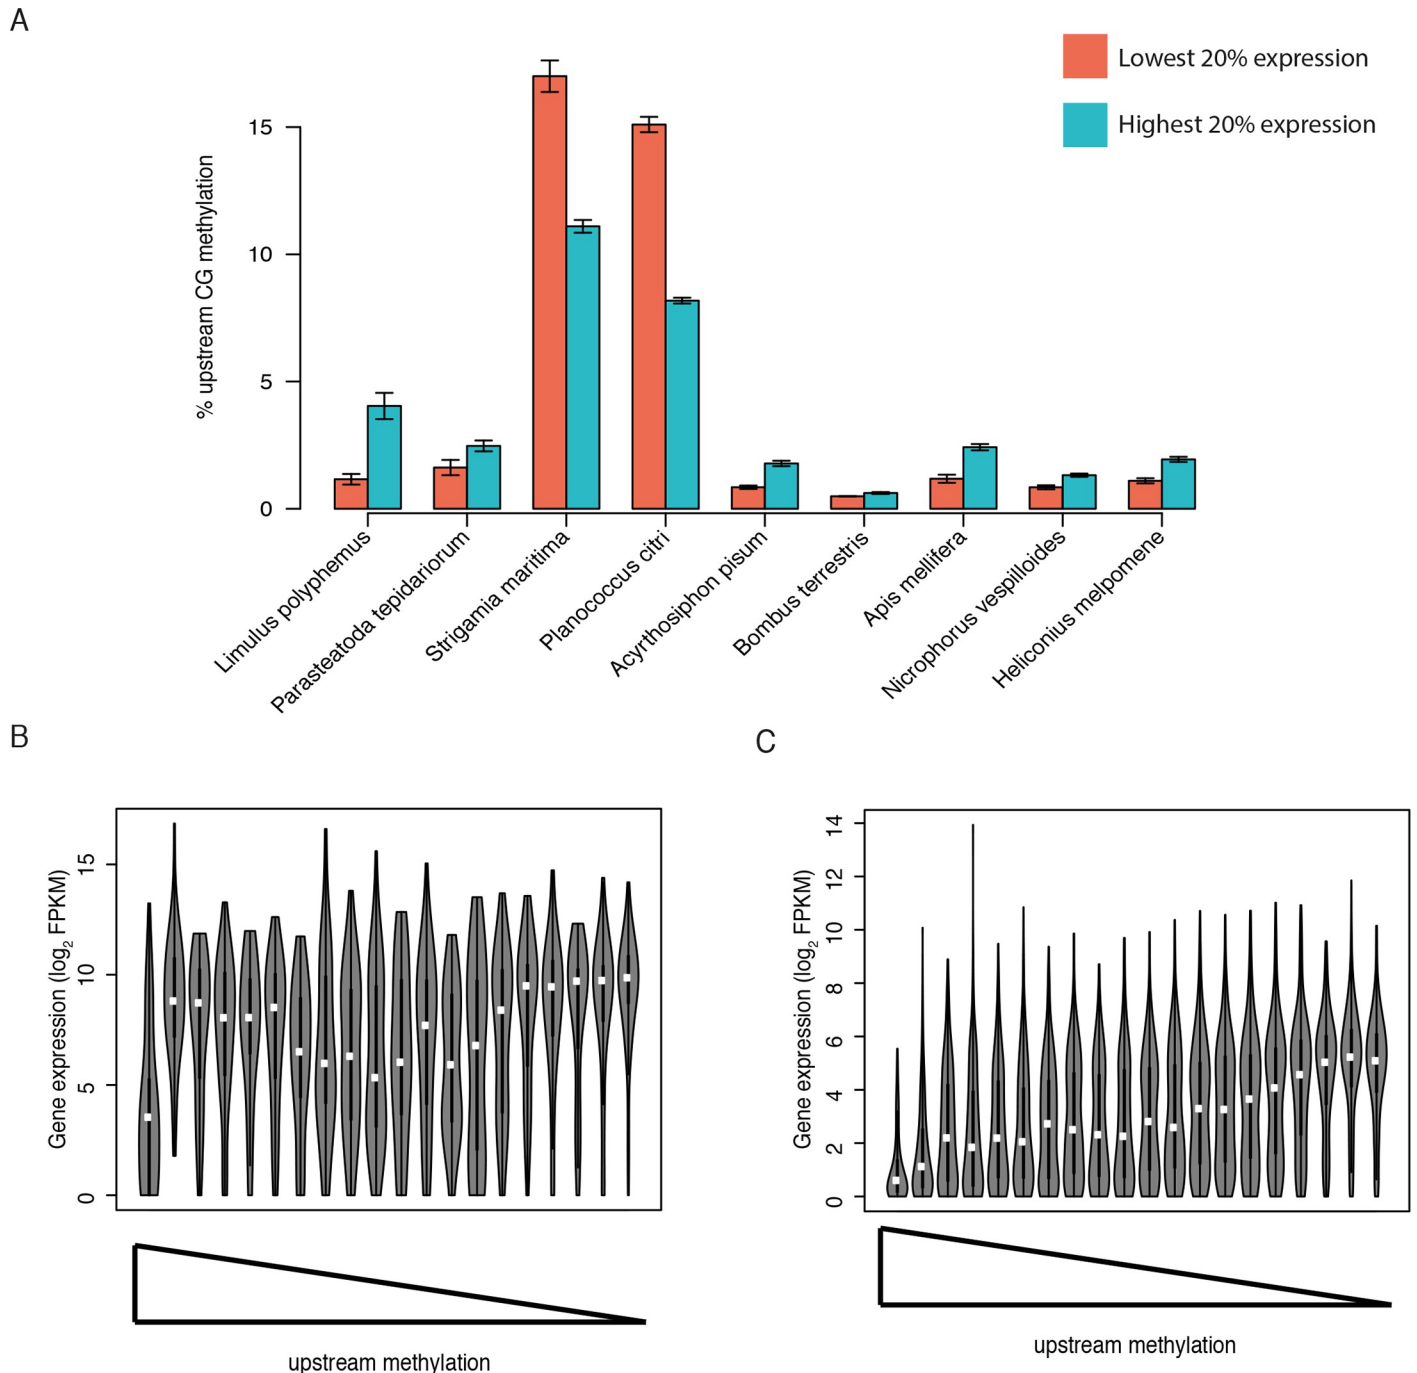 A
Lowest 20% expression
Highest 20% expression
% upstream CG methylation
15
10
5
0
Limulus polyphemus
Parasteatoda tepidariorum
Strigamia maritima
Planococcus citri
Acyrthosiphon pisum
Bombus terrestris
Apis mellifera
Nicrophorus vespilloides
Heliconius melpomene
B
Gene expression (log2 FPKM)
15
10
5
0
upstream methylation
C
Gene expression (log2 FPKM)
14
12
10
8
6
4
2
0
upstream methylation